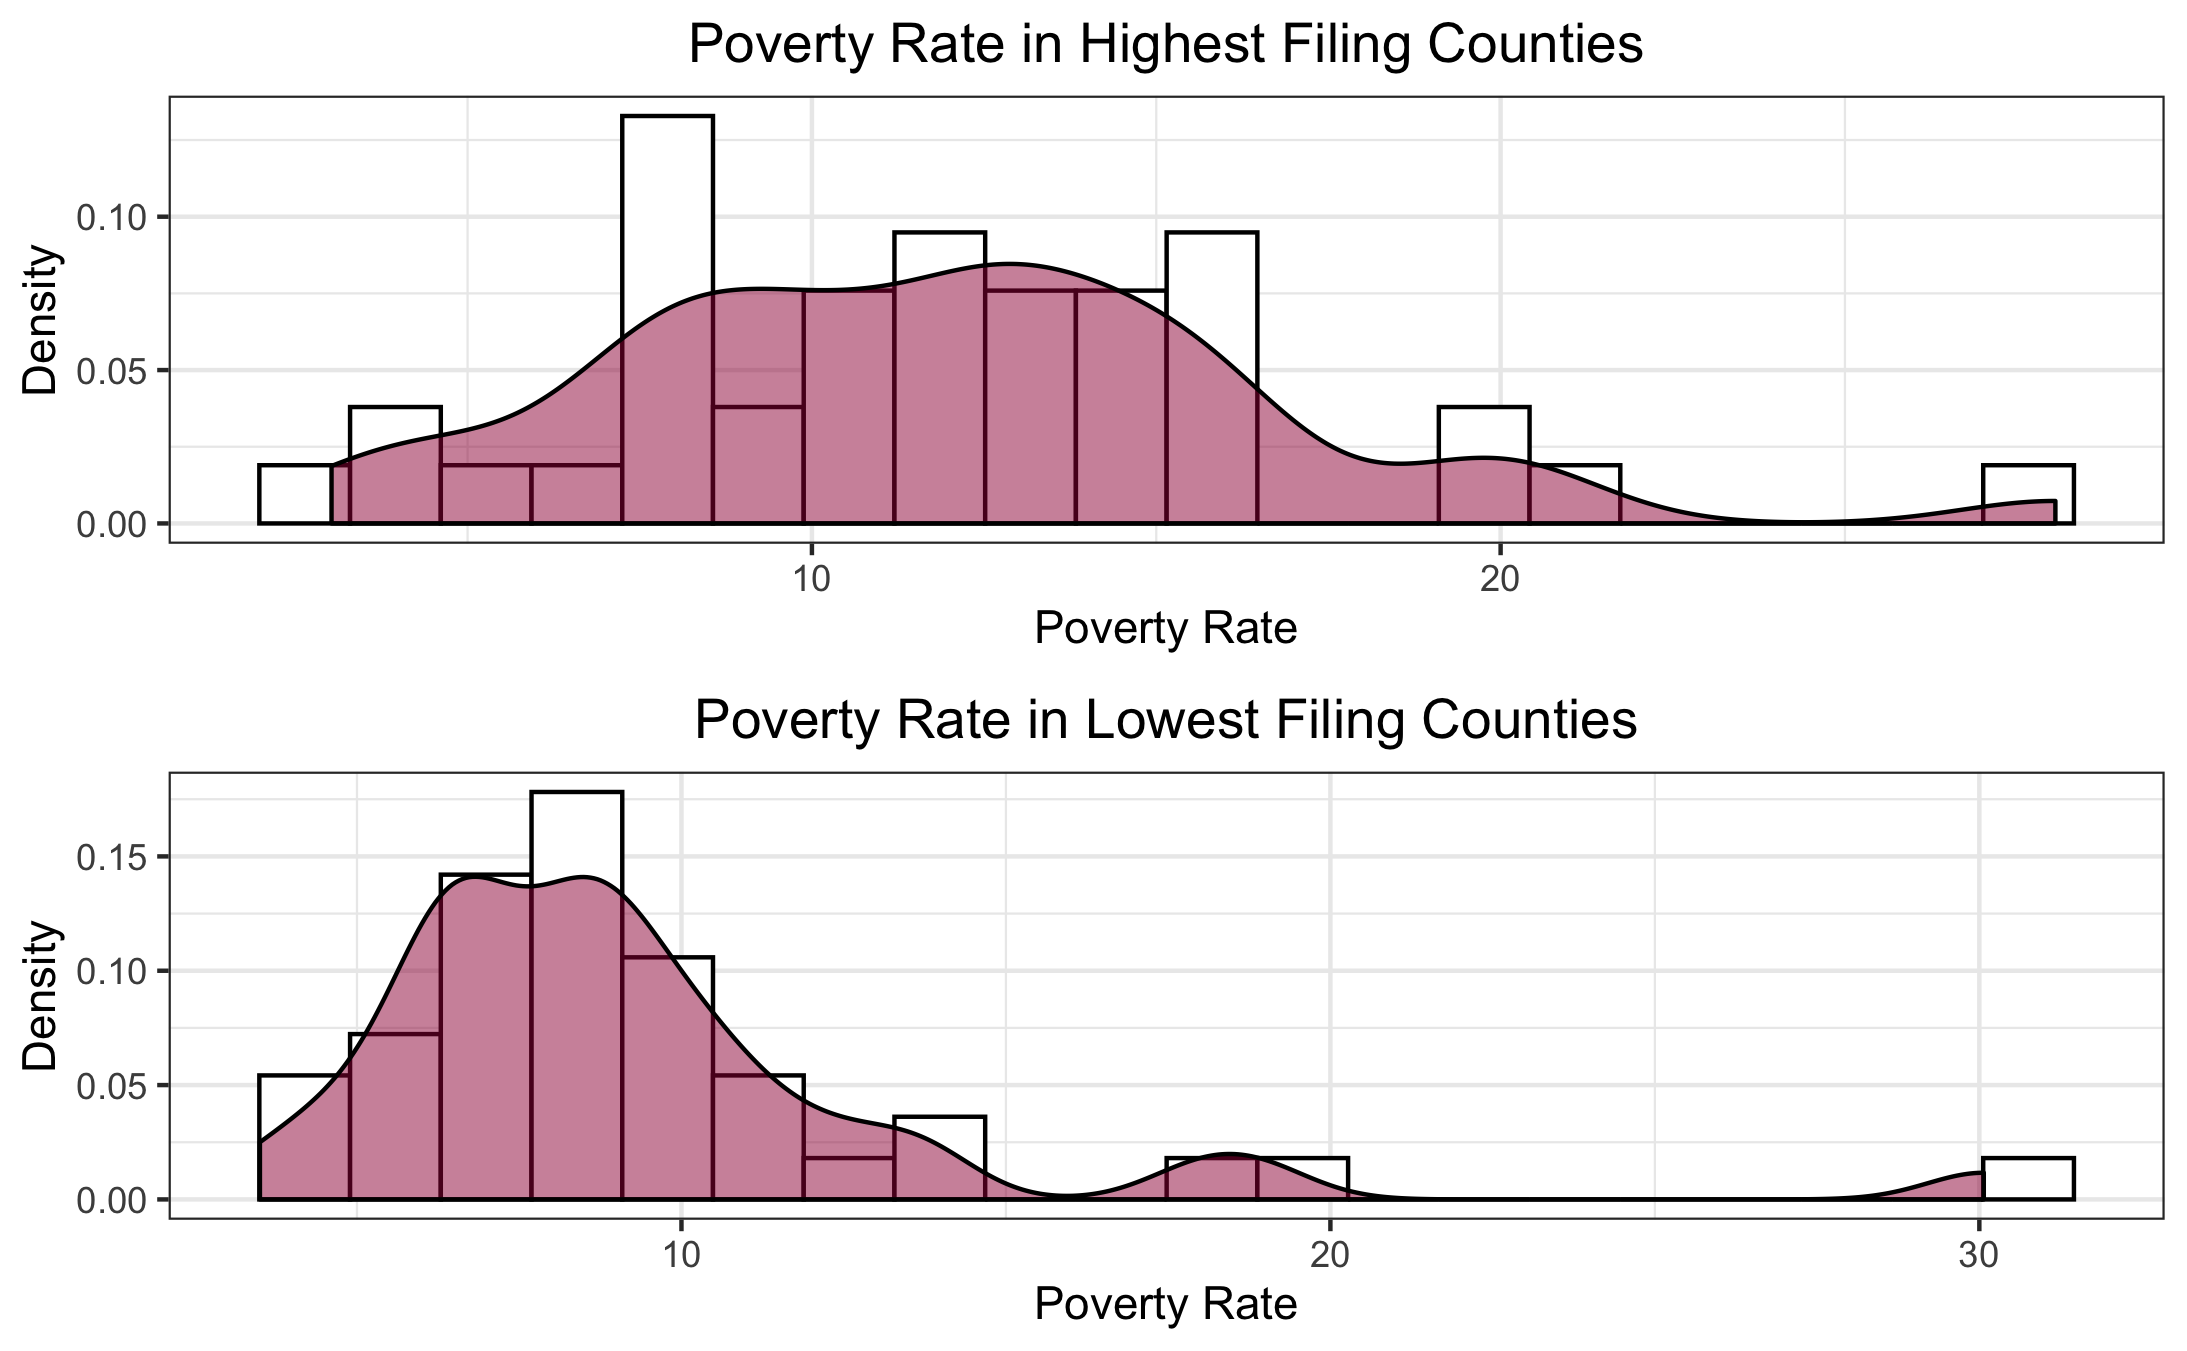 Poverty Rate in Highest Filing Counties
Density
0.10
0.05
0.00
10 20
Poverty Rate
Poverty Rate in Lowest Filing Counties
Density
0.15
0.10
0.05
0.00
10 20 30
Poverty Rate